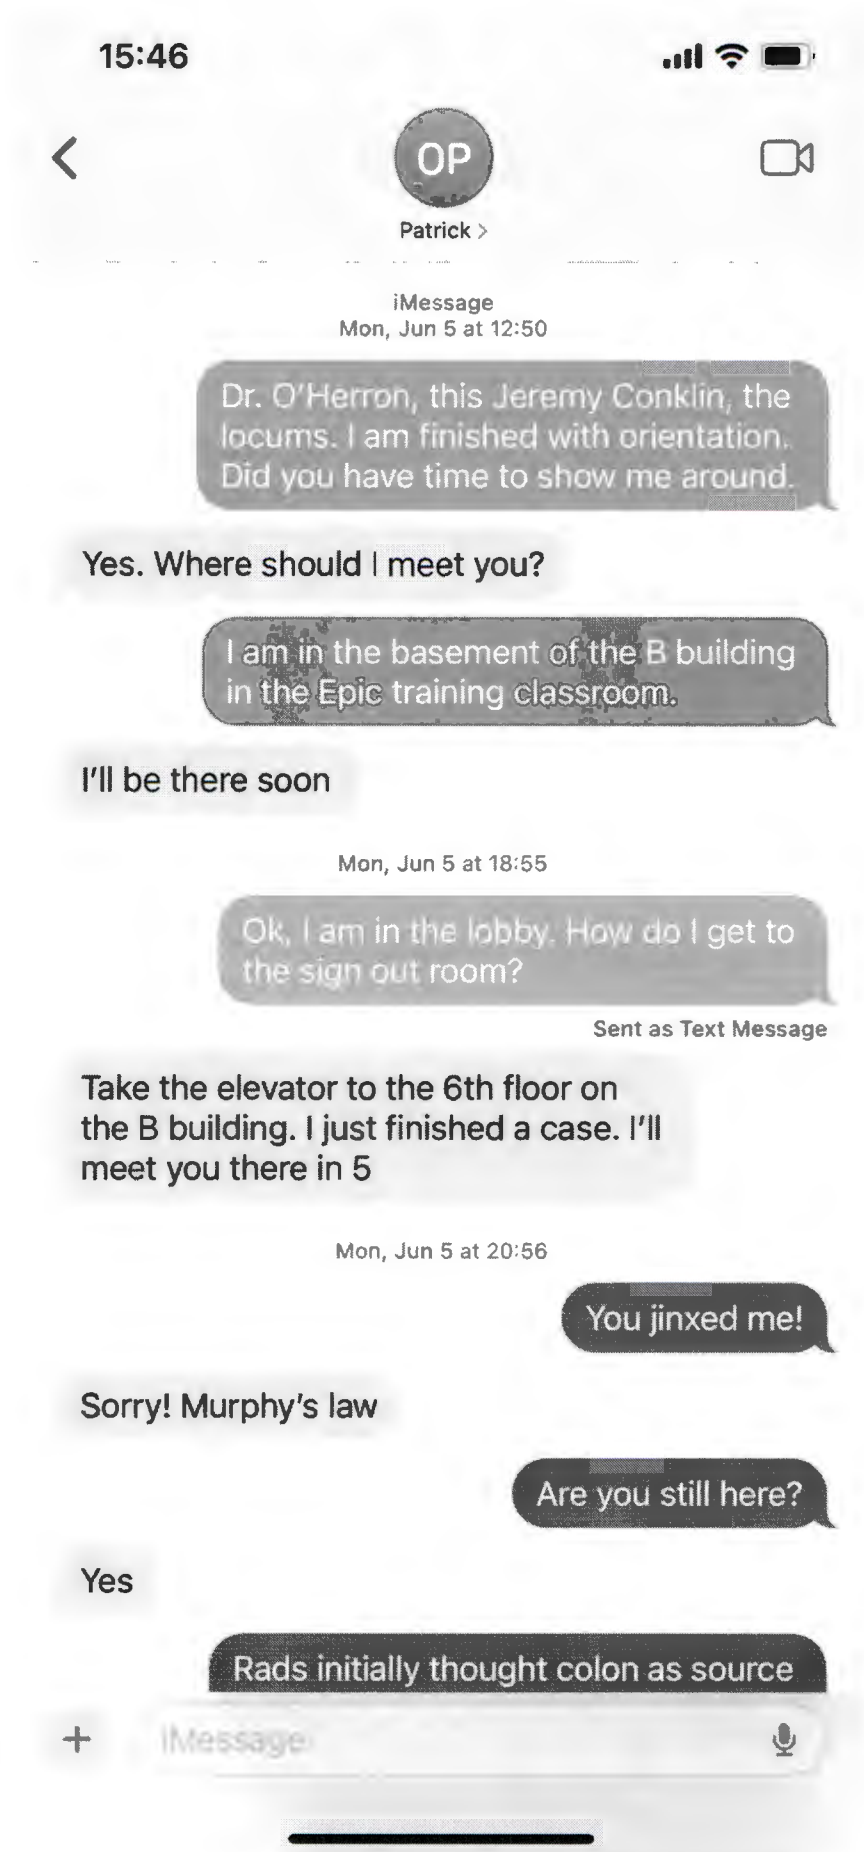 15:46
OP
Patrick >
iMessage
Mon, Jun 5 at 12:50
Dr. O'Herron, this Jeremy Conklin, the
locums. I am finished with orientation.
Did you have time to show me around.
Yes. Where should I meet you?
I am in the basement of the B building
in the Epic training classroom.
I'll be there soon
Mon, Jun 5 at 18:55
Ok, I am in the lobby. How do I get to
the sign out room?
Sent as Text Message
Take the elevator to the 6th floor on
the B building. I just finished a case. I'll
meet you there in 5
Mon, Jun 5 at 20:56
You jinxed me!
Sorry! Murphy's law
Are you still here?
Yes
Rads initially thought colon as source
iMessage